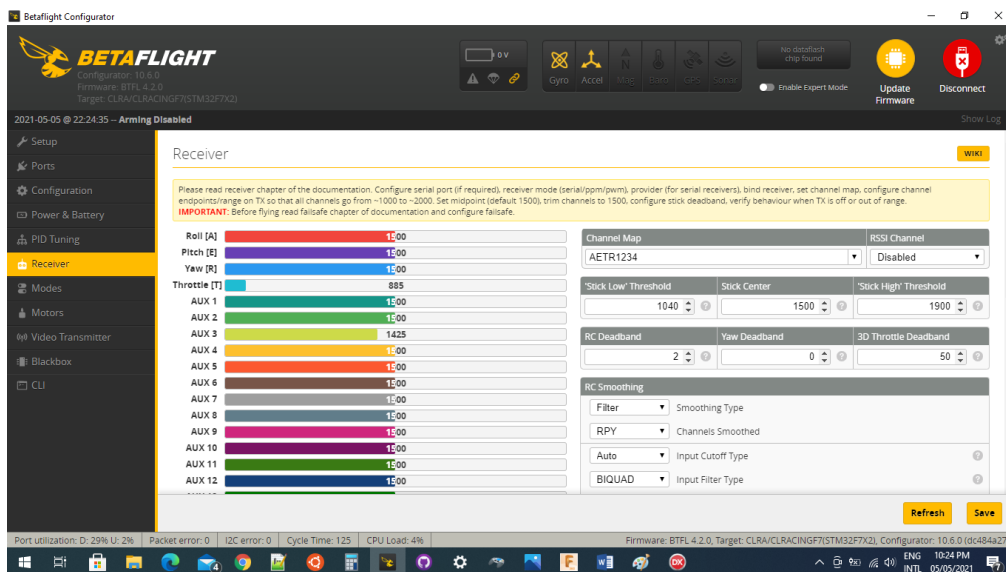 Betaflight Configurator
BETAFLIGHT
Configurator: 10.6.0
Firmware: BTFL 4.2.0
Target: CLRA/CLRACINGF7(STM32F7X2)
0 V
Gyro Accel Mag Baro GPS Sonar
No dataflash
chip found
Enable Expert Mode
Update
Firmware
Disconnect
2021-05-05 @ 22:24:35 -- Arming Disabled
Show Log
Setup
Ports
Configuration
Power & Battery
PID Tuning
Receiver
Modes
Motors
Video Transmitter
Blackbox
CLI
Receiver
WIKI
Please read receiver chapter of the documentation. Configure serial port (if required), receiver mode (serial/ppm/pwm), provider (for serial receivers), bind receiver, set channel map, configure channel
endpoints/range on TX so that all channels go from ~1000 to ~2000. Set midpoint (default 1500), trim channels to 1500, configure stick deadband, verify behaviour when TX is off or out of range.
IMPORTANT: Before flying read failsafe chapter of documentation and configure failsafe.
Roll [A] 1500
Pitch [E] 1500
Yaw [R] 1500
Throttle [T] 885
AUX 1 1500
AUX 2 1500
AUX 3 1425
AUX 4 1500
AUX 5 1500
AUX 6 1500
AUX 7 1500
AUX 8 1500
AUX 9 1500
AUX 10 1500
AUX 11 1500
AUX 12 1500
Channel Map RSSI Channel
AETR1234 Disabled
'Stick Low' Threshold Stick Center 'Stick High' Threshold
1040 1500 1900
RC Deadband Yaw Deadband 3D Throttle Deadband
2 0 50
RC Smoothing
Filter Smoothing Type
RPY Channels Smoothed
Auto Input Cutoff Type
BIQUAD Input Filter Type
Refresh Save
Port utilization: D: 29% U: 2% Packet error: 0 I2C error: 0 Cycle Time: 125 CPU Load: 4% Firmware: BTFL 4.2.0, Target: CLRA/CLRACINGF7(STM32F7X2), Configurator: 10.6.0 (dc484a27
ENG 10:24 PM
INTL 05/05/2021